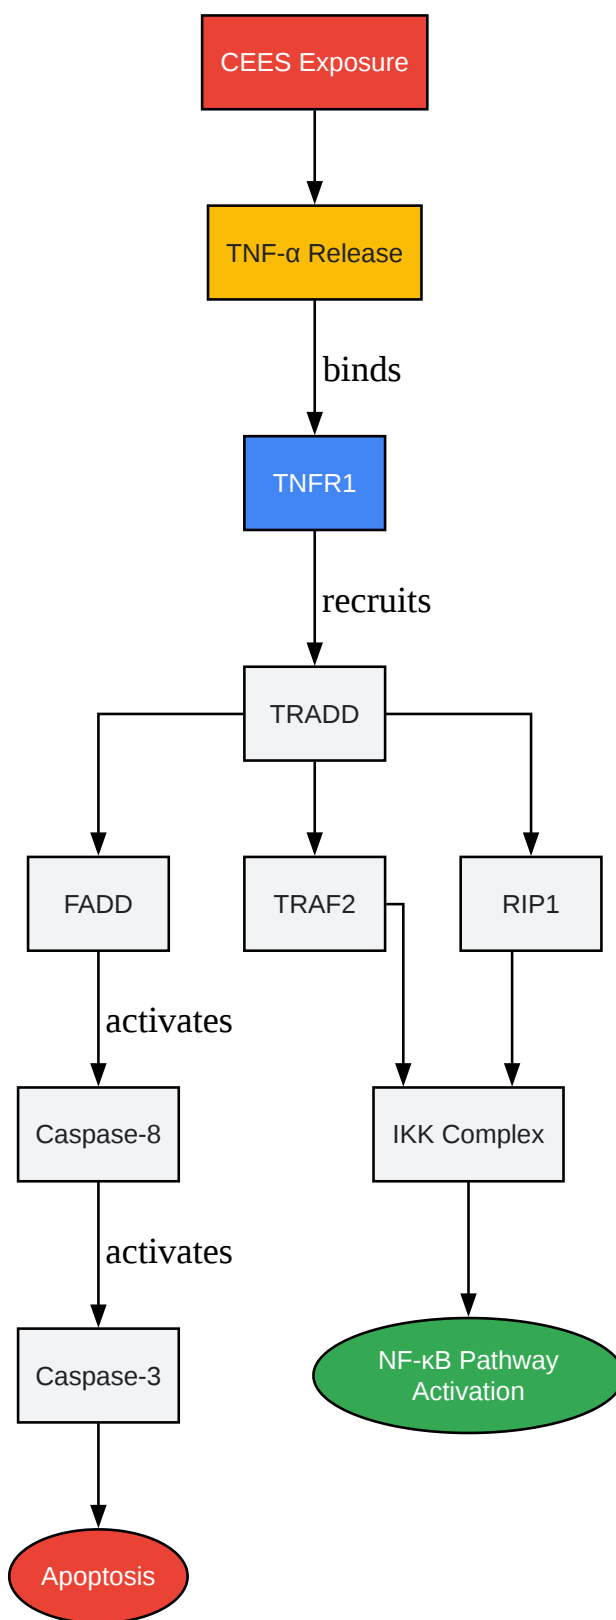 CEES Exposure
TNF-α Release
binds
TNFR1
recruits
TRADD
FADD
TRAF2
RIP1
activates
Caspase-8
IKK Complex
activates
Caspase-3
NF-κB Pathway
Activation
Apoptosis